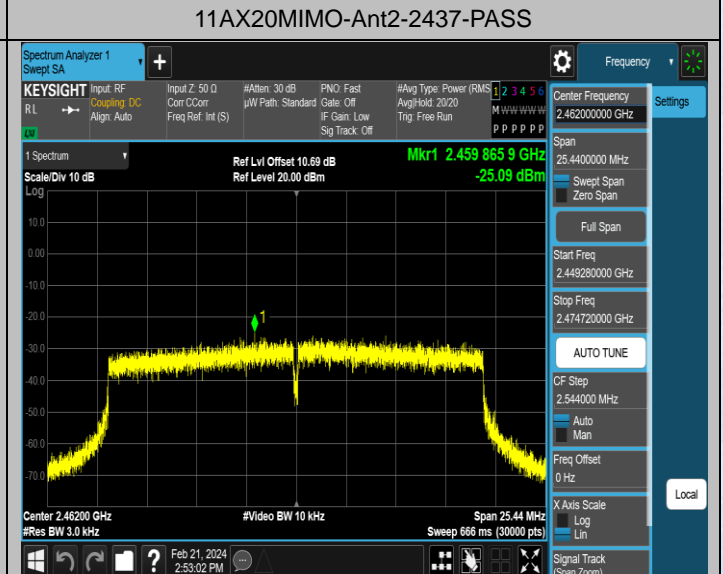 11AX20MIMO-Ant2-2437-PASS
Spectrum Analyzer 1
Swept SA
+
Frequency
KEYSIGHT
R L
LXI
Input: RF
Coupling: DC
Align: Auto
Input Z: 50 Ω
Corr CCorr
Freq Ref: Int (S)
#Atten: 30 dB
µW Path: Standard
PNO: Fast
Gate: Off
IF Gain: Low
Sig Track: Off
#Avg Type: Power (RMS
Avg|Hold: 20/20
Trig: Free Run
1 2 3 4 5 6
M W W W W W
P P P P P P
1 Spectrum
Scale/Div 10 dB
Log
Ref Lvl Offset 10.69 dB
Ref Level 20.00 dBm
Mkr1 2.459 865 9 GHz
-25.09 dBm
10.0
0.00
-10.0
-20.0
-30.0
-40.0
-50.0
-60.0
-70.0
1
Center 2.46200 GHz
#Res BW 3.0 kHz
#Video BW 10 kHz
Span 25.44 MHz
Sweep 666 ms (30000 pts)
Center Frequency
2.462000000 GHz
Span
25.4400000 MHz
Swept Span
Zero Span
Full Span
Start Freq
2.449280000 GHz
Stop Freq
2.474720000 GHz
AUTO TUNE
CF Step
2.544000 MHz
Auto
Man
Freq Offset
0 Hz
X Axis Scale
Log
Lin
Signal Track
(Span Zoom)
Settings
Local
?
Feb 21, 2024
2:53:02 PM